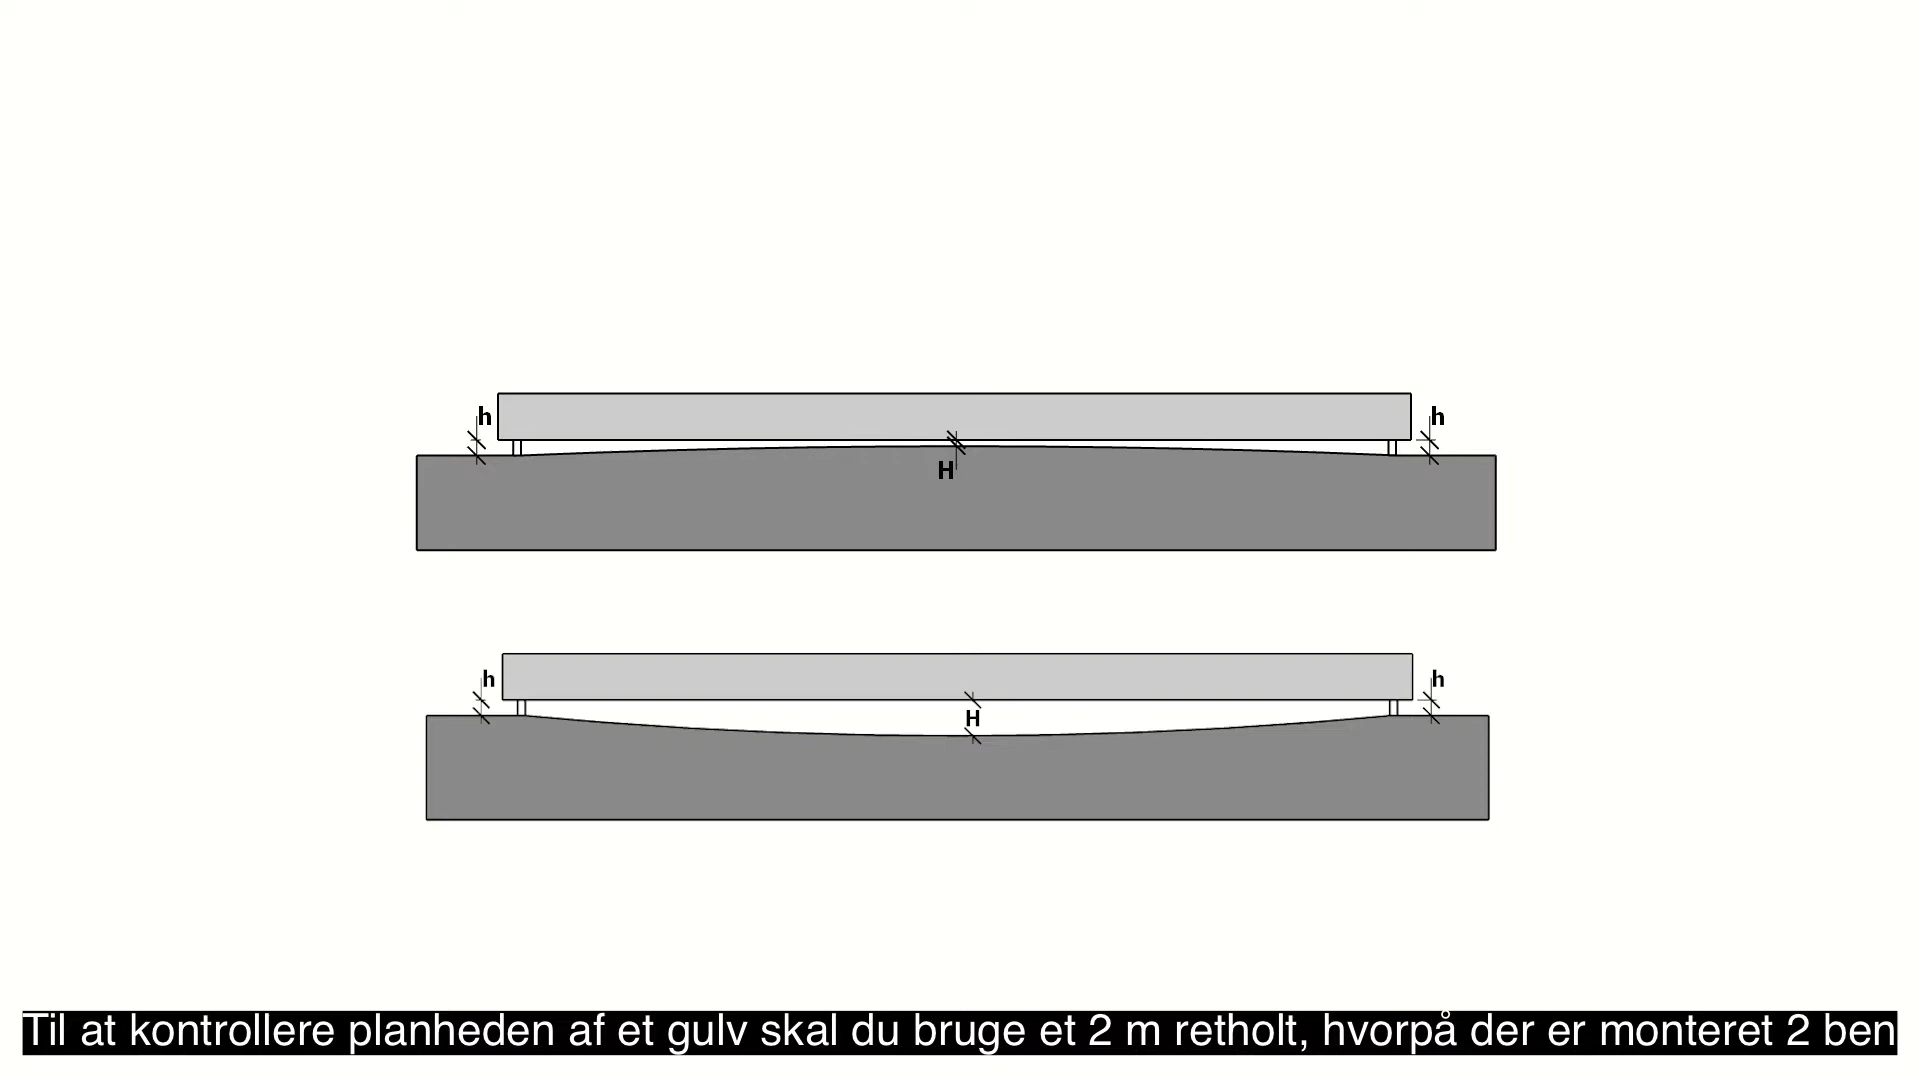 h h
H
h h
H
Til at kontrollere planheden af et gulv skal du bruge et 2 m retholt, hvorpå der er monteret 2 ben